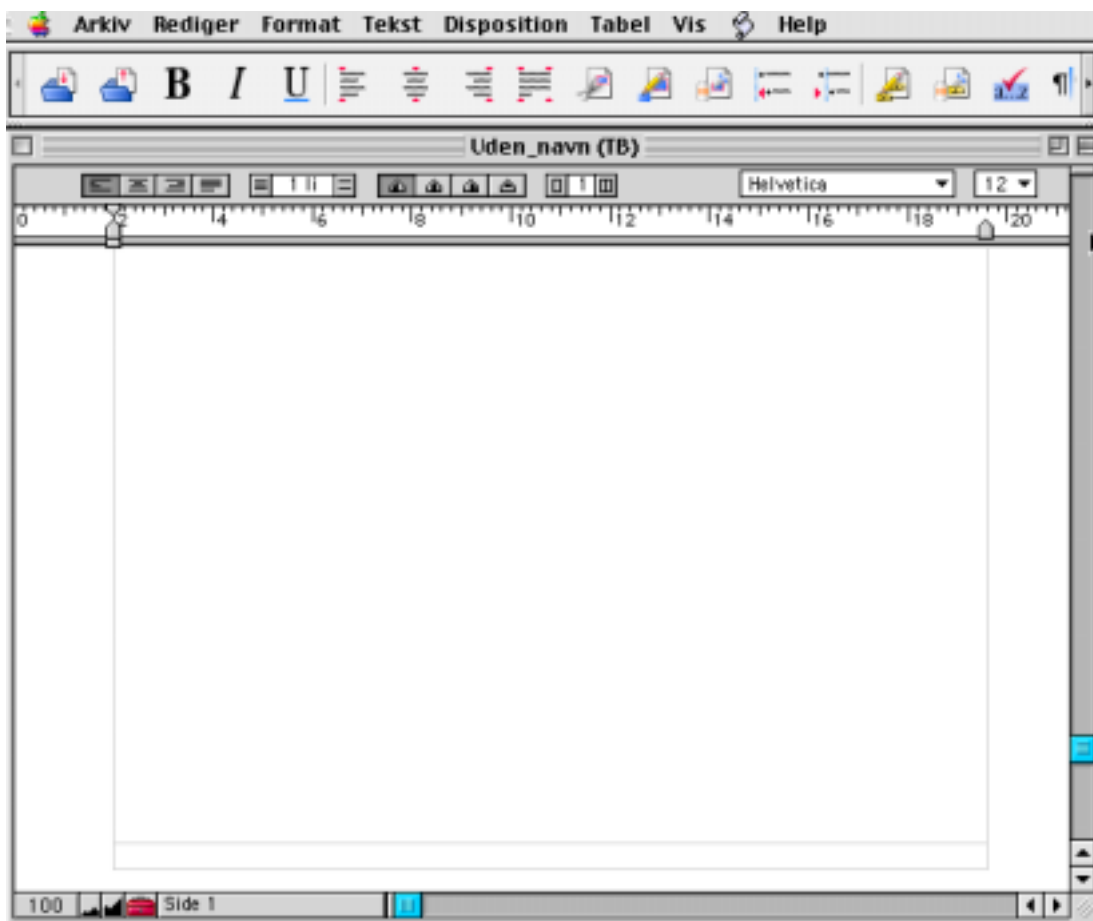 Arkiv Rediger Format Tekst Disposition Tabel Vis Help
B I U
Uden_navn (TB)
1 li 1 Helvetica 12
0 2 4 6 8 10 12 14 16 18 20
100 Side 1